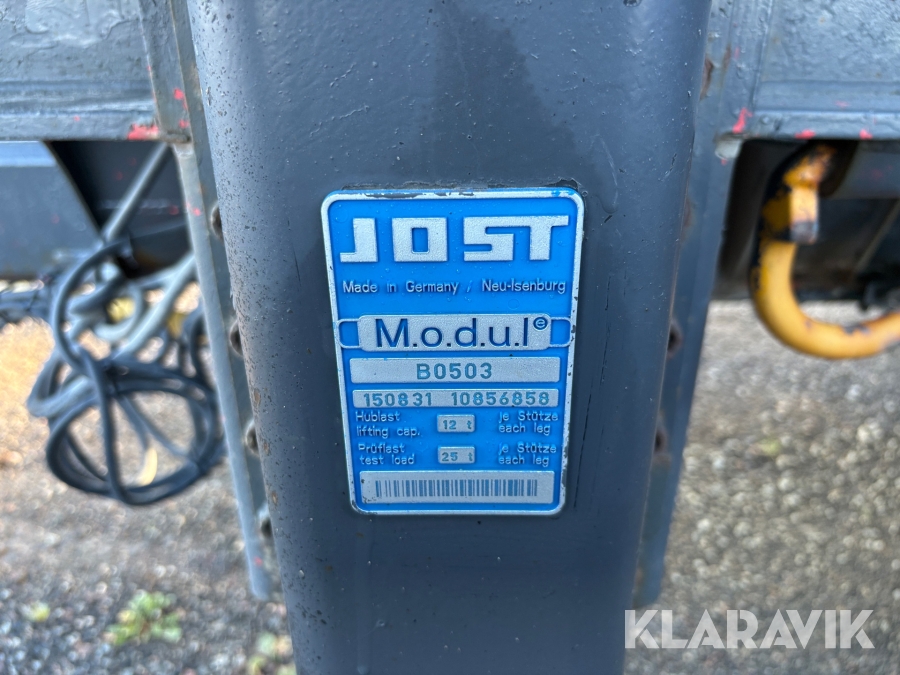 JOST
Made in Germany / Neu-Isenburg
M.o.d.u.l®
B0503
150831 10856858
Hublast 12 t je Stütze
lifting cap. each leg
Prüflast 25 t je Stütze
test load each leg
KLARAVIK